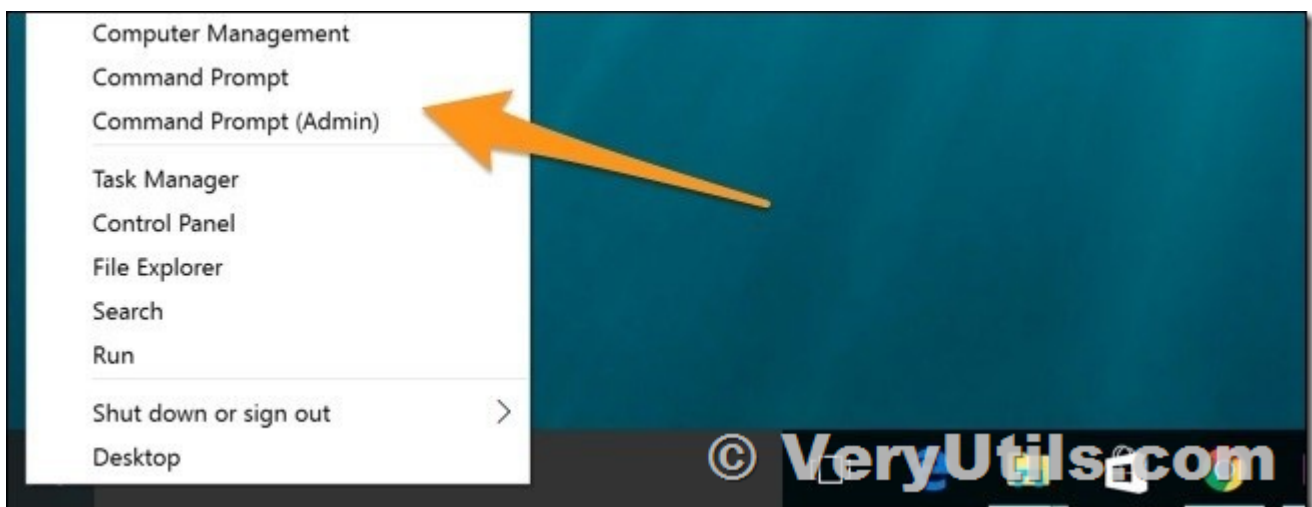 Computer Management
Command Prompt
Command Prompt (Admin)
Task Manager
Control Panel
File Explorer
Search
Run
Shut down or sign out
Desktop
© VeryUtils.com